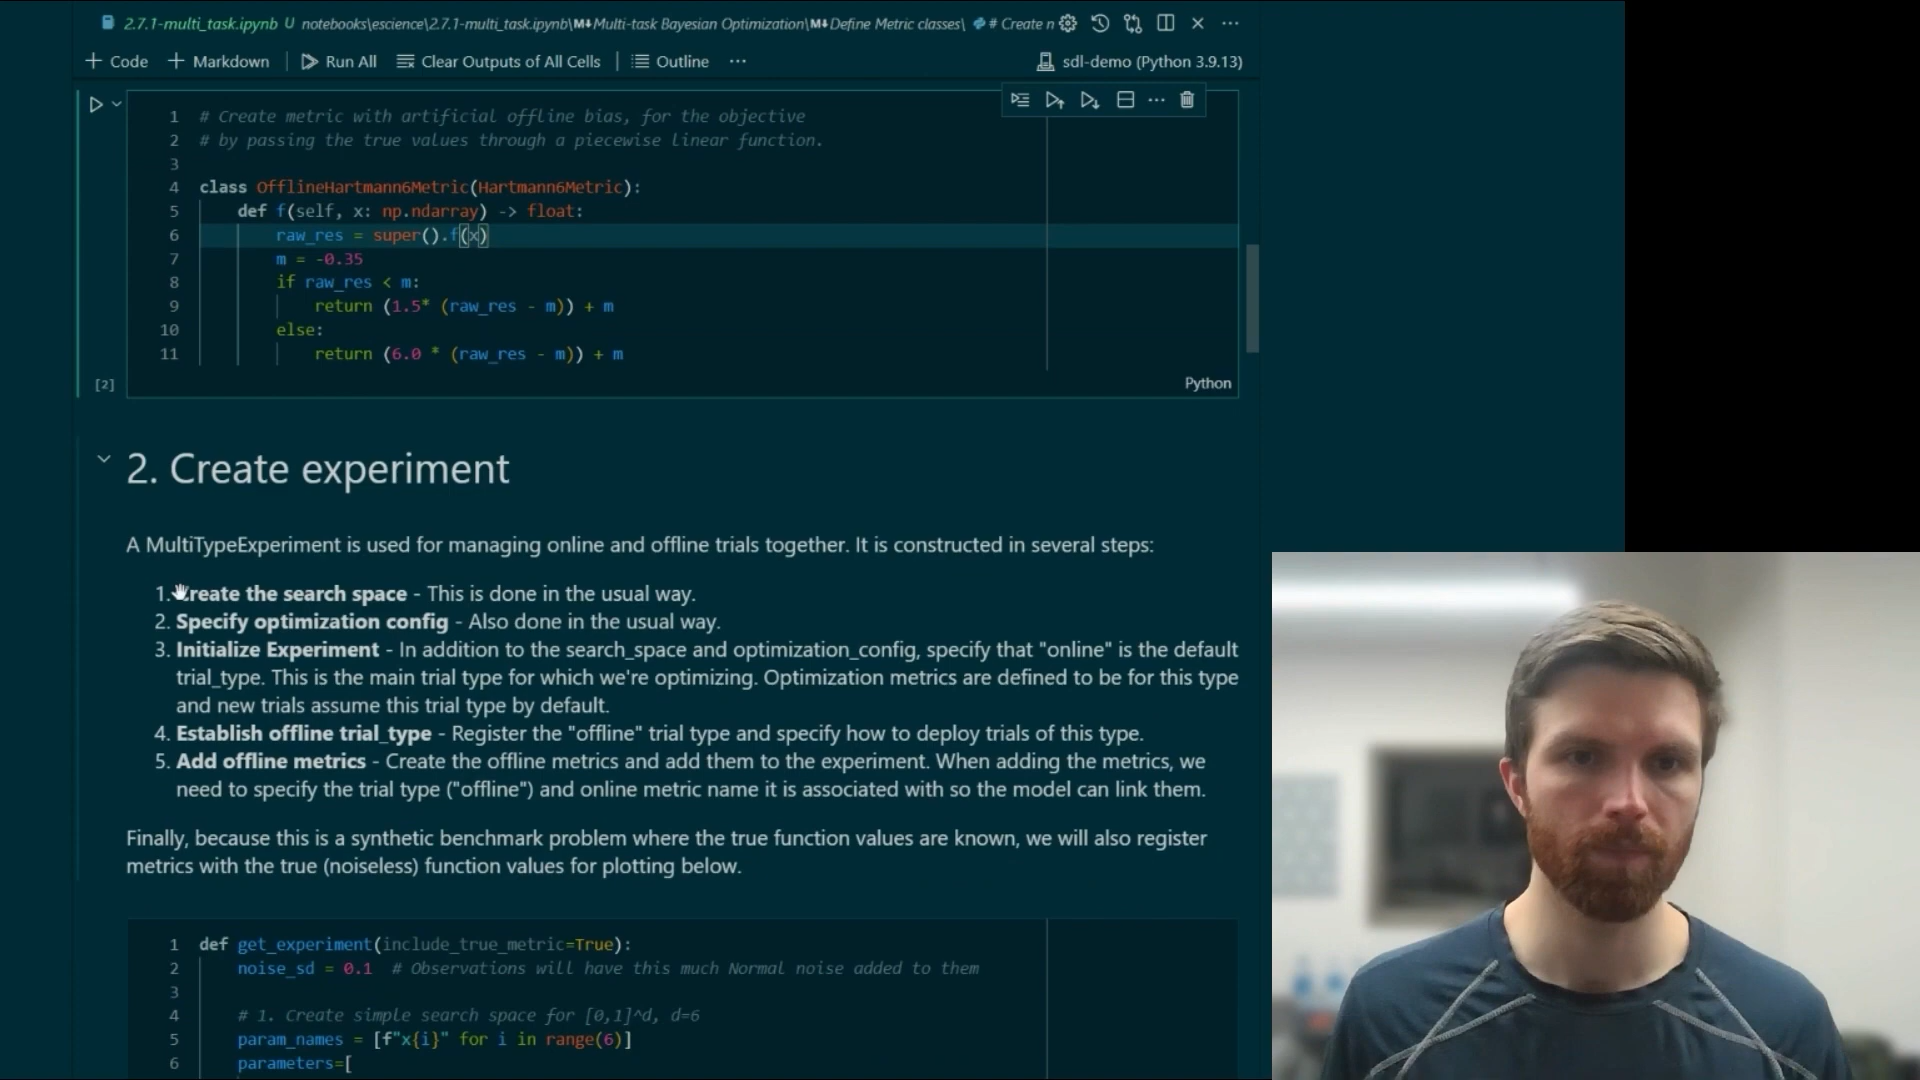 2.7.1-multi_task.ipynb U notebooks\escience\2.7.1-multi_task.ipynb\M↓Multi-task Bayesian Optimization\M↓Define Metric classes\ # Create n
+ Code + Markdown Run All Clear Outputs of All Cells Outline ··· sdl-demo (Python 3.9.13)
1 # Create metric with artificial offline bias, for the objective
2 # by passing the true values through a piecewise linear function.
3
4 class OfflineHartmann6Metric(Hartmann6Metric):
5 def f(self, x: np.ndarray) -> float:
6 raw_res = super().f(x)
7 m = -0.35
8 if raw_res < m:
9 return (1.5* (raw_res - m)) + m
10 else:
11 return (6.0 * (raw_res - m)) + m
[2] Python
2. Create experiment
A MultiTypeExperiment is used for managing online and offline trials together. It is constructed in several steps:
1. Create the search space - This is done in the usual way.
2. Specify optimization config - Also done in the usual way.
3. Initialize Experiment - In addition to the search_space and optimization_config, specify that "online" is the default
trial_type. This is the main trial type for which we're optimizing. Optimization metrics are defined to be for this type
and new trials assume this trial type by default.
4. Establish offline trial_type - Register the "offline" trial type and specify how to deploy trials of this type.
5. Add offline metrics - Create the offline metrics and add them to the experiment. When adding the metrics, we
need to specify the trial type ("offline") and online metric name it is associated with so the model can link them.
Finally, because this is a synthetic benchmark problem where the true function values are known, we will also register
metrics with the true (noiseless) function values for plotting below.
1 def get_experiment(include_true_metric=True):
2 noise_sd = 0.1 # Observations will have this much Normal noise added to them
3
4 # 1. Create simple search space for [0,1]^d, d=6
5 param_names = [f"x{i}" for i in range(6)]
6 parameters=[